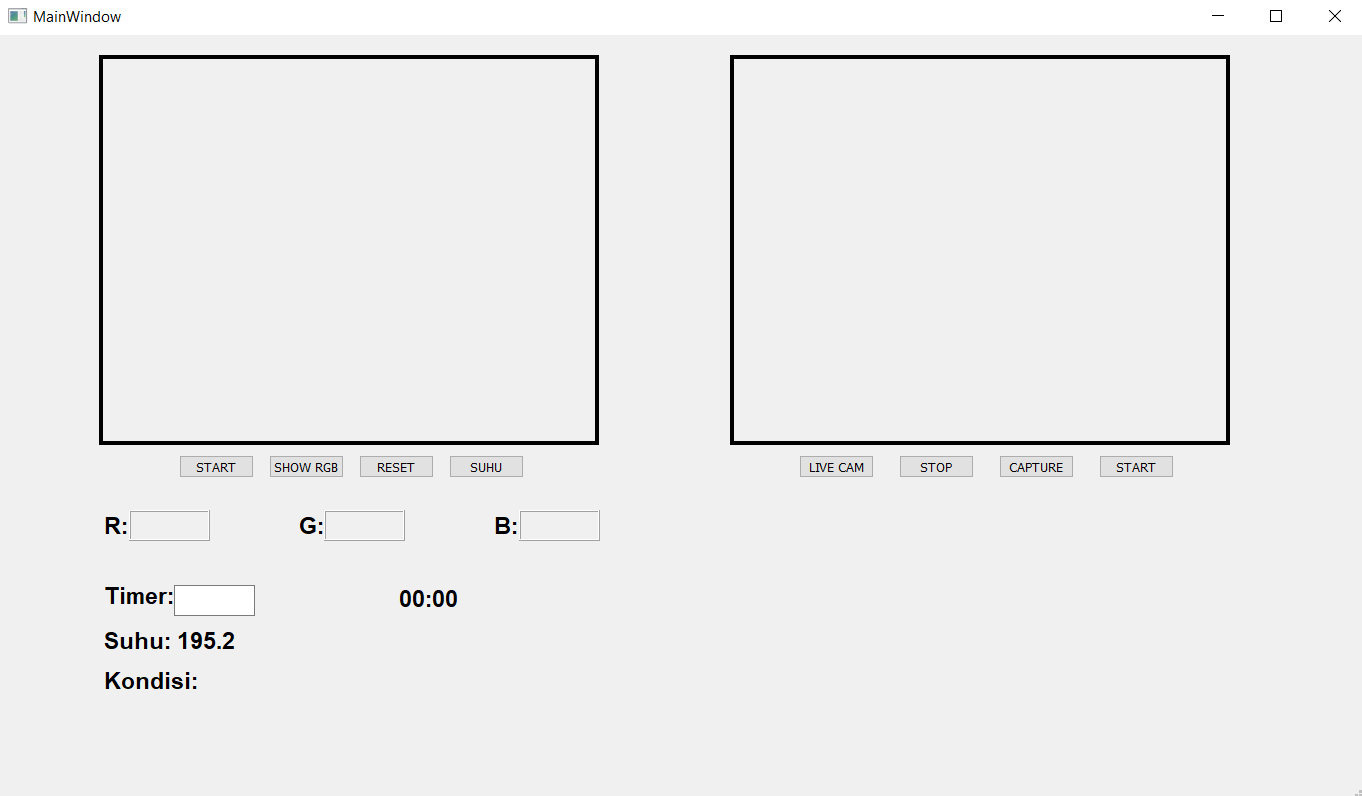 MainWindow
START SHOW RGB RESET SUHU
LIVE CAM STOP CAPTURE START
R: G: B:
Timer: 00:00
Suhu: 195.2
Kondisi: